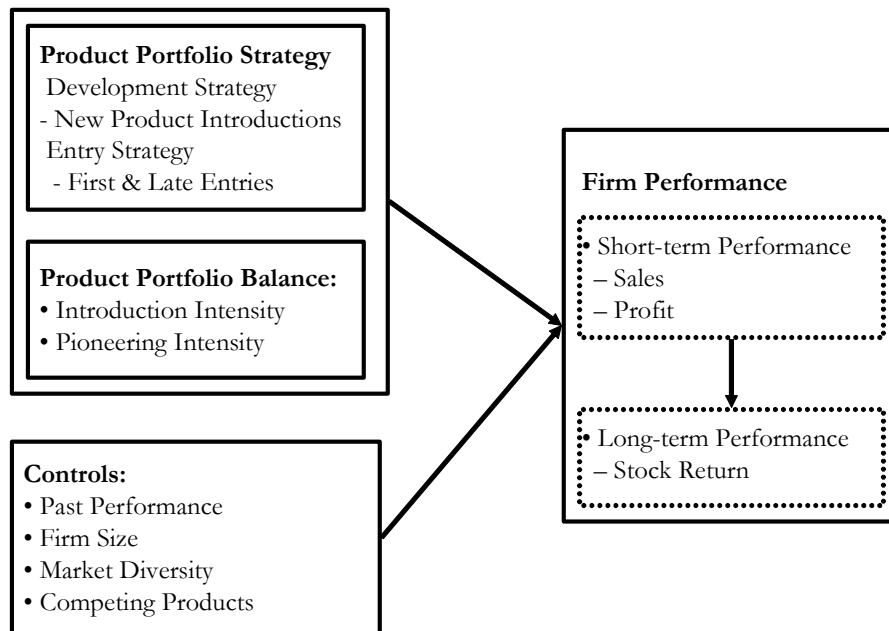 Product Portfolio Strategy
Development Strategy
- New Product Introductions
Entry Strategy
- First & Late Entries
Product Portfolio Balance:
• Introduction Intensity
• Pioneering Intensity
Controls:
• Past Performance
• Firm Size
• Market Diversity
• Competing Products
Firm Performance
• Short-term Performance
– Sales
– Profit
• Long-term Performance
– Stock Return